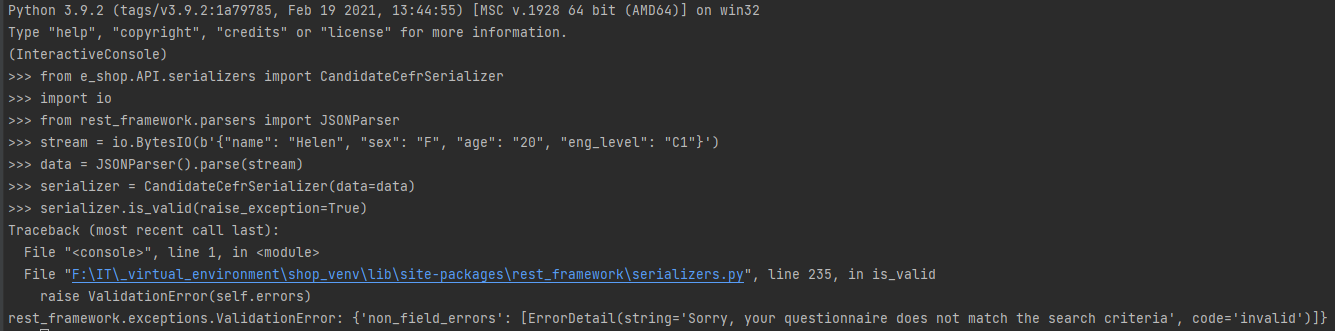 Python 3.9.2 (tags/v3.9.2:1a79785, Feb 19 2021, 13:44:55) [MSC v.1928 64 bit (AMD64)] on win32
Type "help", "copyright", "credits" or "license" for more information.
(InteractiveConsole)
>>> from e_shop.API.serializers import CandidateCefrSerializer
>>> import io
>>> from rest_framework.parsers import JSONParser
>>> stream = io.BytesIO(b'{"name": "Helen", "sex": "F", "age": "20", "eng_level": "C1"}')
>>> data = JSONParser().parse(stream)
>>> serializer = CandidateCefrSerializer(data=data)
>>> serializer.is_valid(raise_exception=True)
Traceback (most recent call last):
  File "<console>", line 1, in <module>
  File "F:\IT\_virtual_environment\shop_venv\lib\site-packages\rest_framework\serializers.py", line 235, in is_valid
    raise ValidationError(self.errors)
rest_framework.exceptions.ValidationError: {'non_field_errors': [ErrorDetail(string='Sorry, your questionnaire does not match the search criteria', code='invalid')]}